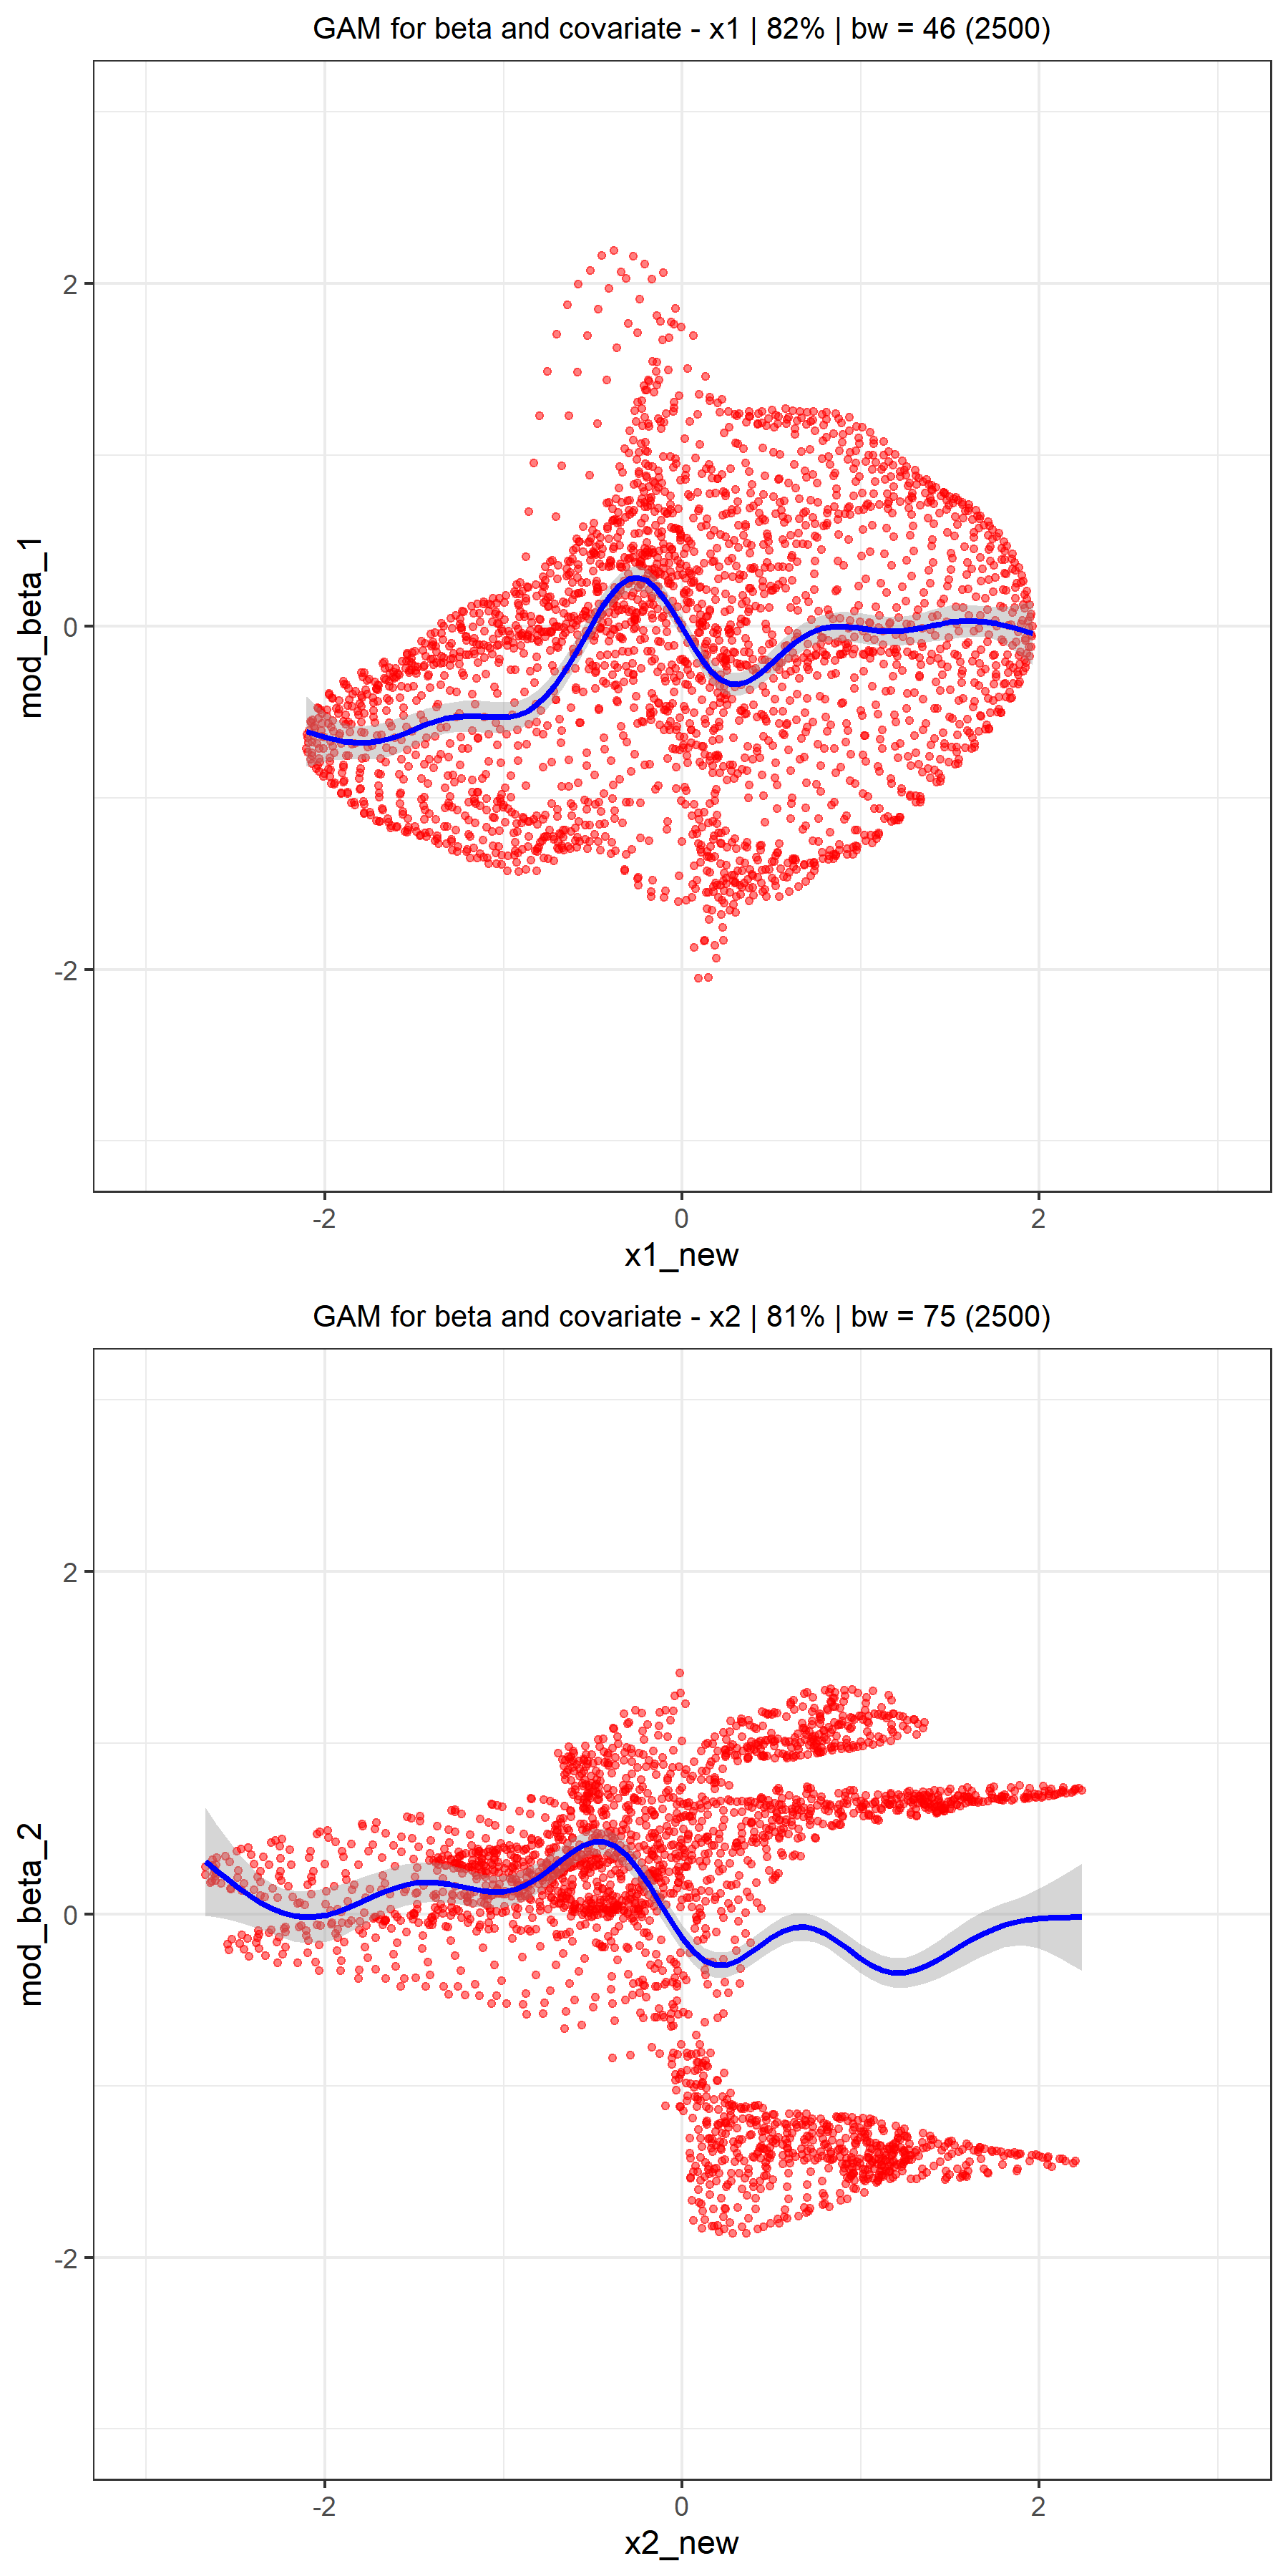 GAM for beta and covariate - x1 | 82% | bw = 46 (2500)
mod_beta_1
2
0
-2
-2
0
2
x1_new
GAM for beta and covariate - x2 | 81% | bw = 75 (2500)
mod_beta_2
2
0
-2
-2
0
2
x2_new